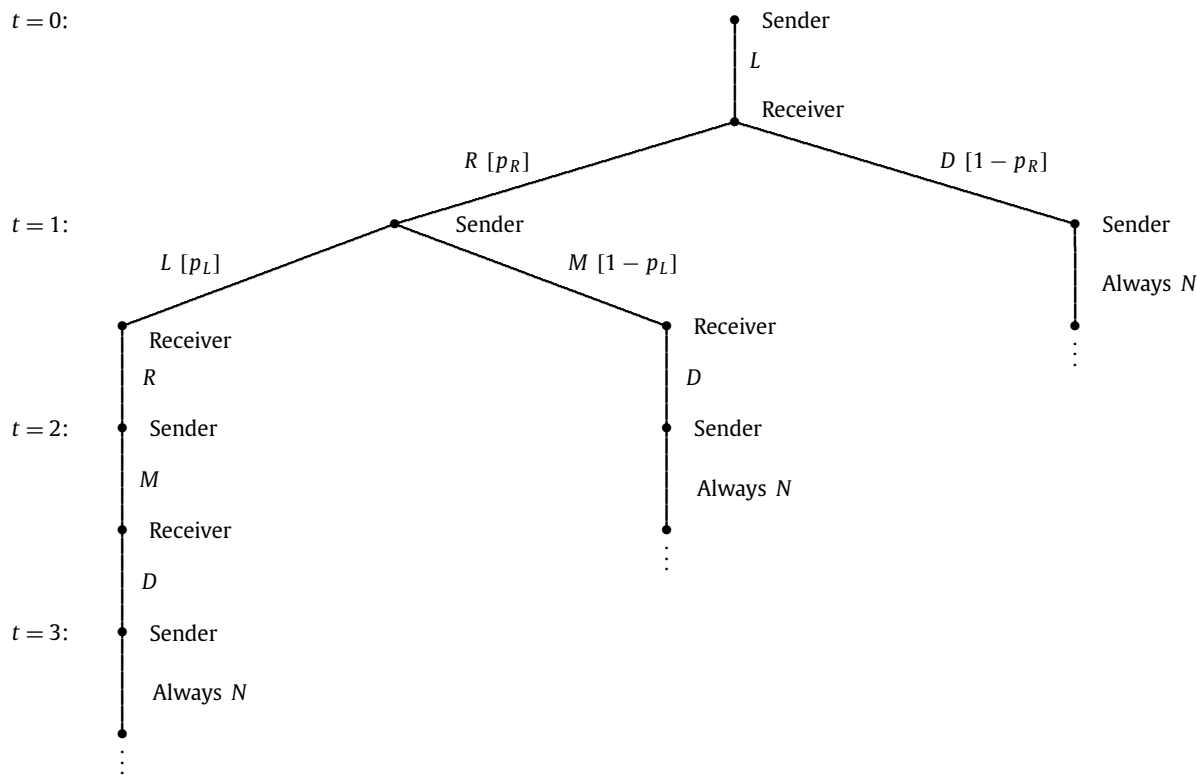 t = 0:
Sender
L
Receiver
R [p_R]
D [1 − p_R]
t = 1:
Sender
Sender
L [p_L]
M [1 − p_L]
Always N
Receiver
Receiver
R
D
t = 2:
Sender
Sender
M
Always N
Receiver
D
t = 3:
Sender
Always N